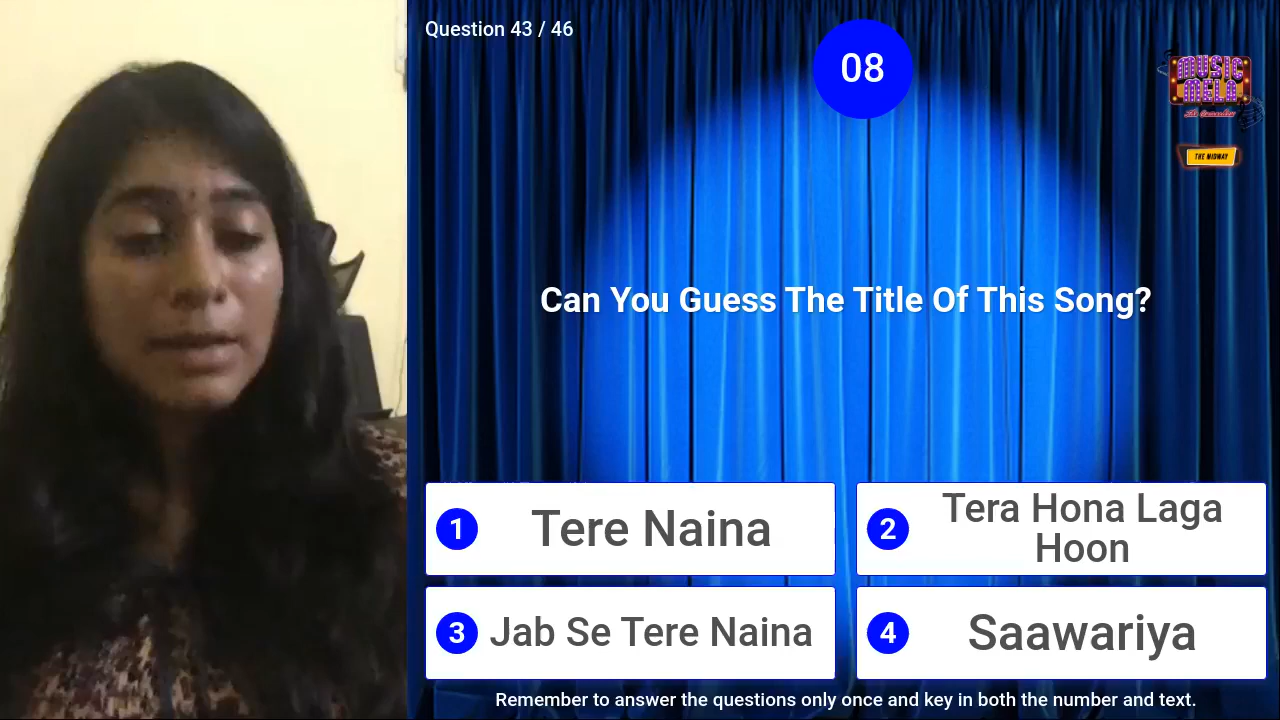 Question 43 / 46
08
MUSIC
MELA
THE MIDWAY
Can You Guess The Title Of This Song?
1 Tere Naina
2 Tera Hona Laga
Hoon
3 Jab Se Tere Naina
4 Saawariya
Remember to answer the questions only once and key in both the number and text.